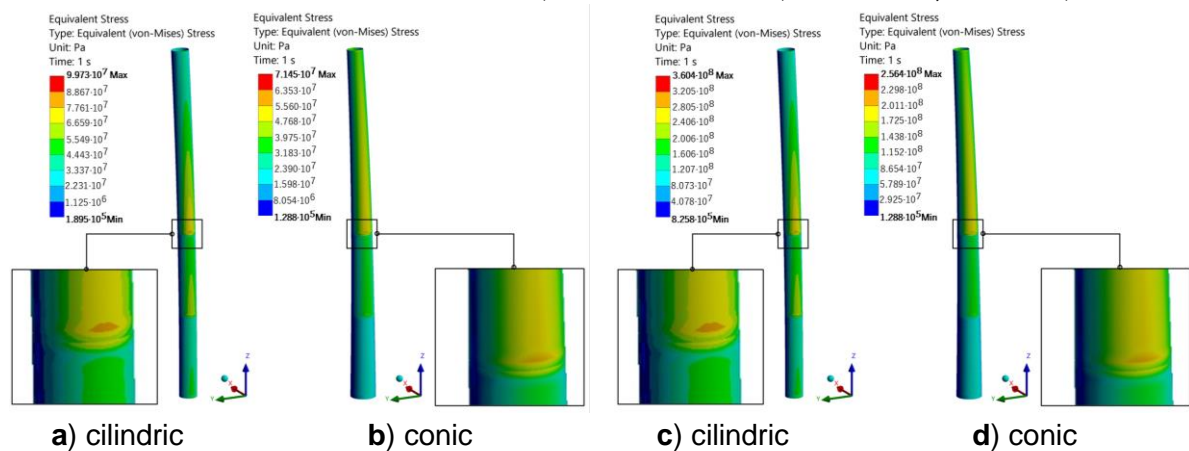 Equivalent Stress
Type: Equivalent (von-Mises) Stress
Unit: Pa
Time: 1 s
9.973·10⁷ Max
8.867·10⁷
7.761·10⁷
6.659·10⁷
5.549·10⁷
4.443·10⁷
3.337·10⁷
2.231·10⁷
1.125·10⁶
1.895·10⁵ Min
Z
X
Y
a) cilindric
Equivalent Stress
Type: Equivalent (von-Mises) Stress
Unit: Pa
Time: 1 s
7.145·10⁷ Max
6.353·10⁷
5.560·10⁷
4.768·10⁷
3.975·10⁷
3.183·10⁷
2.390·10⁷
1.598·10⁷
8.054·10⁶
1.288·10⁵ Min
Z
X
Y
b) conic
Equivalent Stress
Type: Equivalent (von-Mises) Stress
Unit: Pa
Time: 1 s
3.604·10⁸ Max
3.205·10⁸
2.805·10⁸
2.406·10⁸
2.006·10⁸
1.606·10⁸
1.207·10⁸
8.073·10⁷
4.078·10⁷
8.258·10⁵ Min
Z
X
Y
c) cilindric
Equivalent Stress
Type: Equivalent (von-Mises) Stress
Unit: Pa
Time: 1 s
2.564·10⁸ Max
2.298·10⁸
2.011·10⁸
1.725·10⁸
1.438·10⁸
1.152·10⁸
8.654·10⁷
5.789·10⁷
2.925·10⁷
1.288·10⁵ Min
Z
X
Y
d) conic